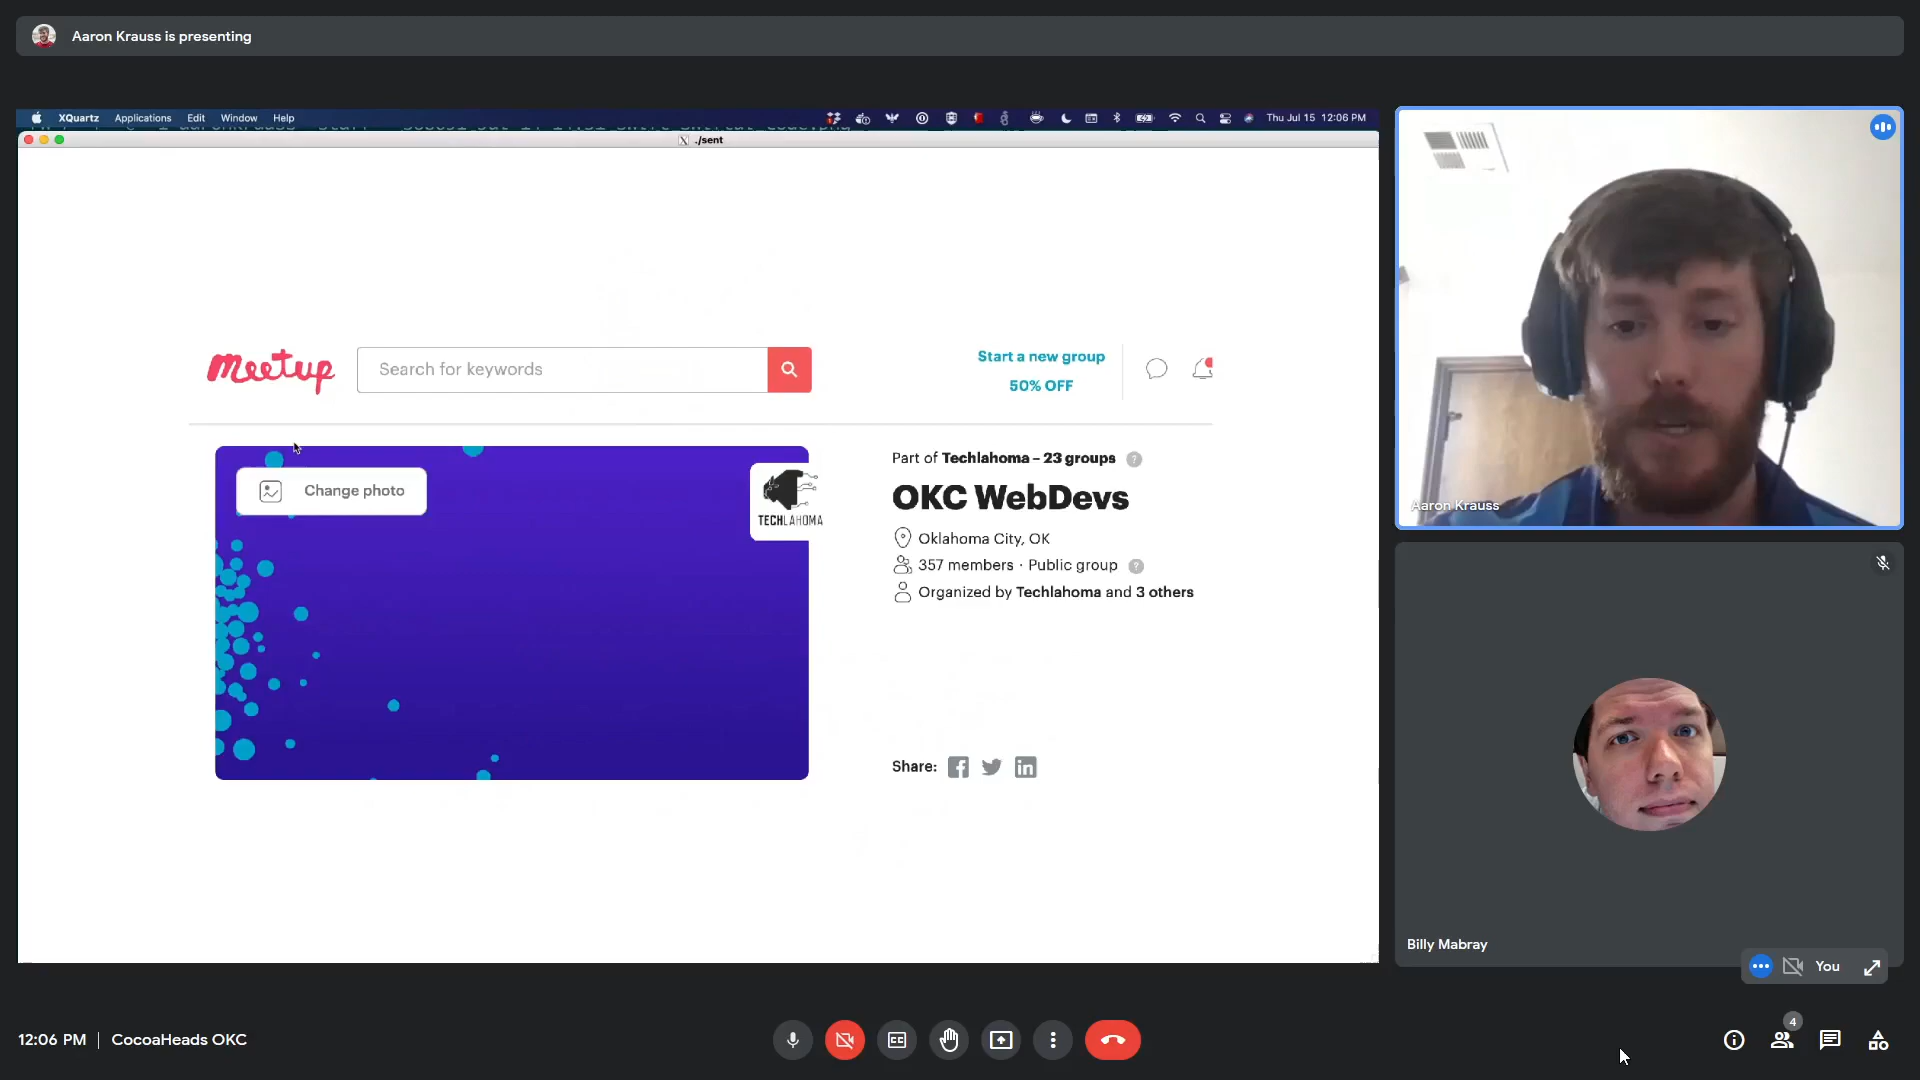 Aaron Krauss is presenting
XQuartz Applications Edit Window Help
Thu Jul 15 12:06 PM
./sent
Meetup
Search for keywords
Start a new group
50% OFF
Change photo
TECHLAHOMA
Part of Techlahoma – 23 groups ?
OKC WebDevs
Oklahoma City, OK
357 members · Public group ?
Organized by Techlahoma and 3 others
Share:
Aaron Krauss
Billy Mabray
You
12:06 PM | CocoaHeads OKC
4